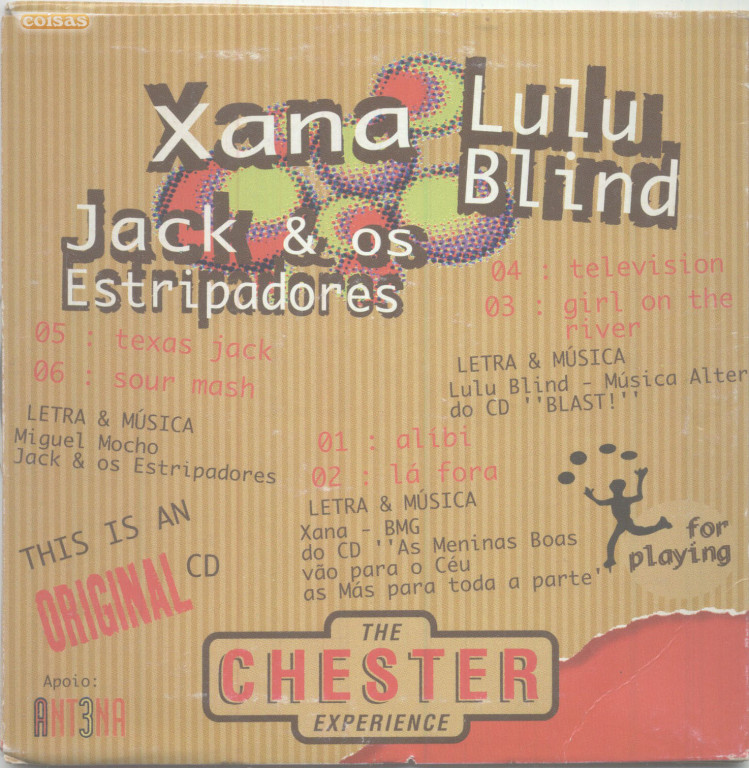 coisas
Xana
Lulu
Blind
Jack & os
Estripadores
04 : television
03 : girl on the
river
05 : texas jack
06 : sour mash
LETRA & MÚSICA
Lulu Blind - Música Alter
do CD ''BLAST!''
LETRA & MÚSICA
Miguel Mocho
Jack & os Estripadores
01 : alibi
02 : lá fora
LETRA & MÚSICA
Xana - BMG
do CD ''As Meninas Boas
vão para o Céu
as Más para toda a parte''
for
playing
THIS IS AN
ORIGINAL CD
THE
CHESTER
EXPERIENCE
Apoio:
ANT3NA